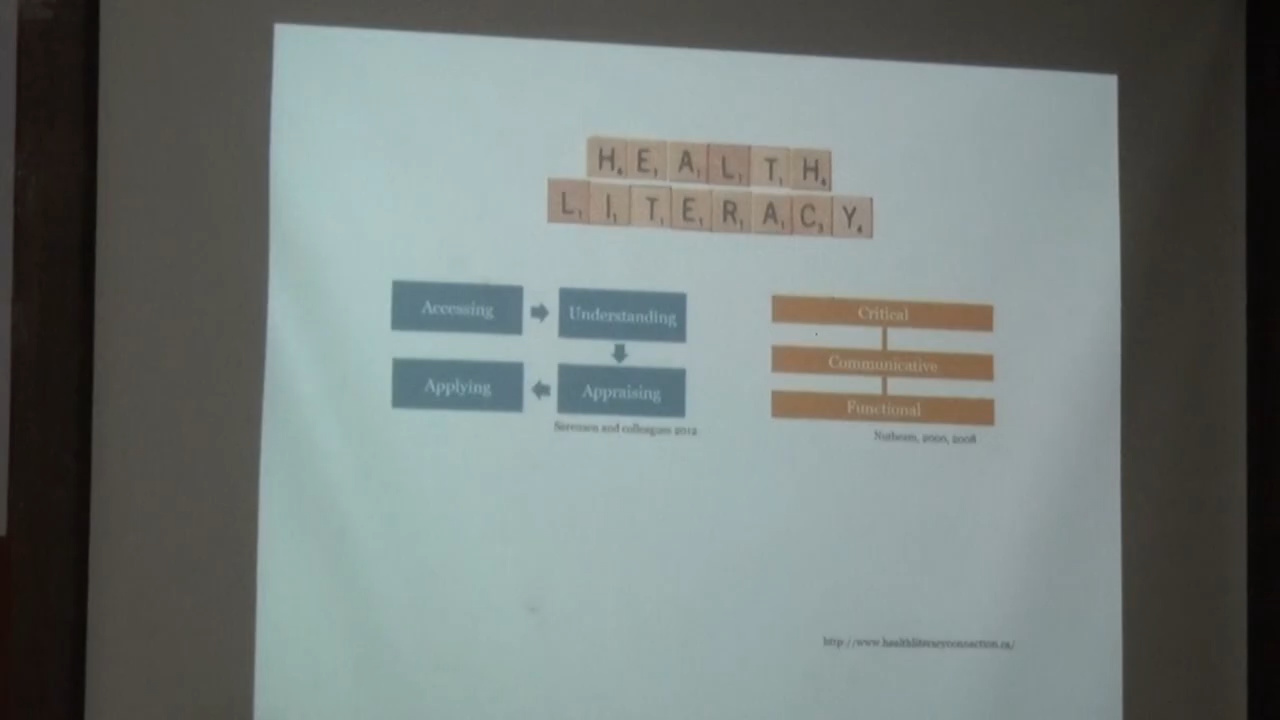 HEALTH
LITERACY
Accessing
Understanding
Applying
Appraising
Sørensen and colleagues 2012
Critical
Communicative
Functional
Nutbeam, 2000, 2008
http://www.healthliteracyconnection.ca/